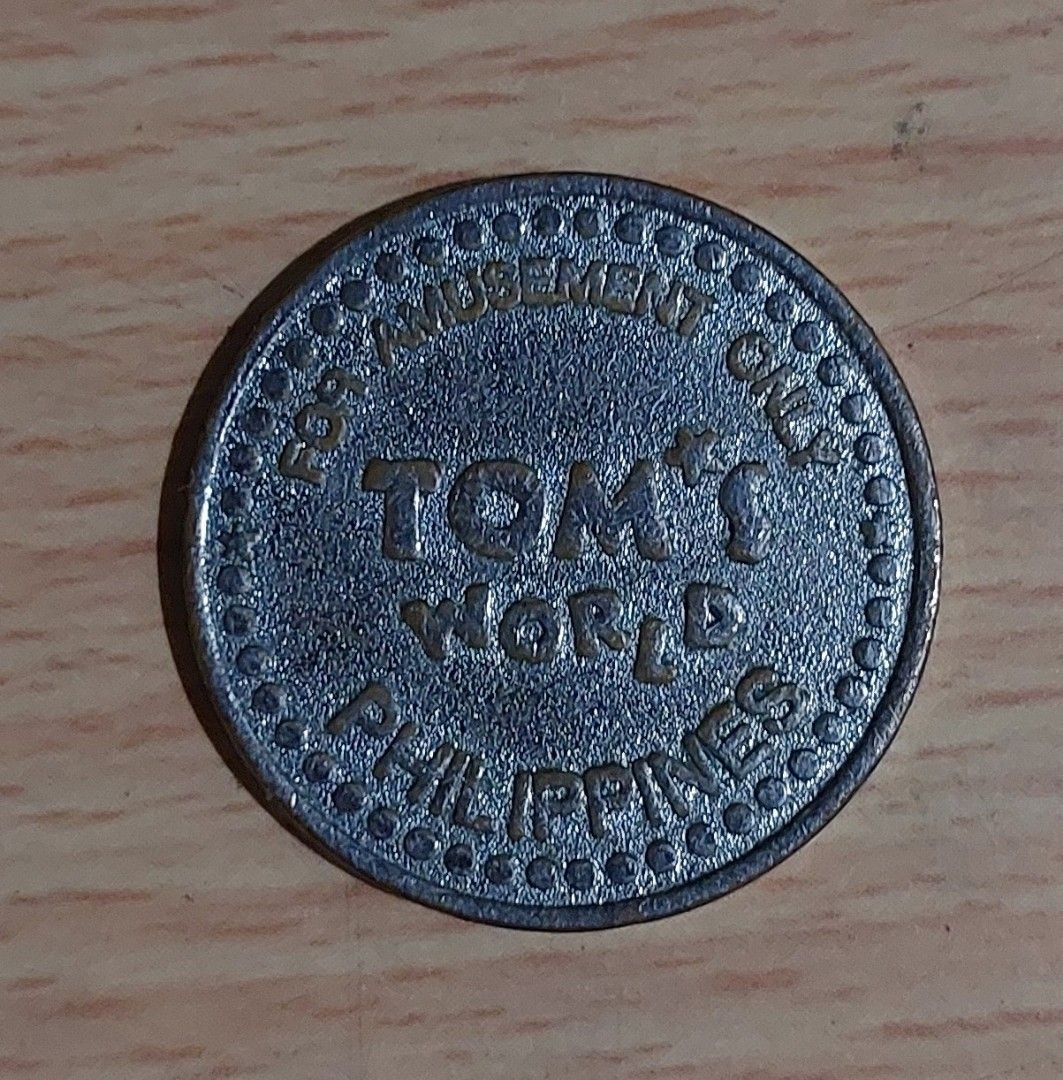 FOR AMUSEMENT ONLY
TOM★S
WORLD
PHILIPPINES